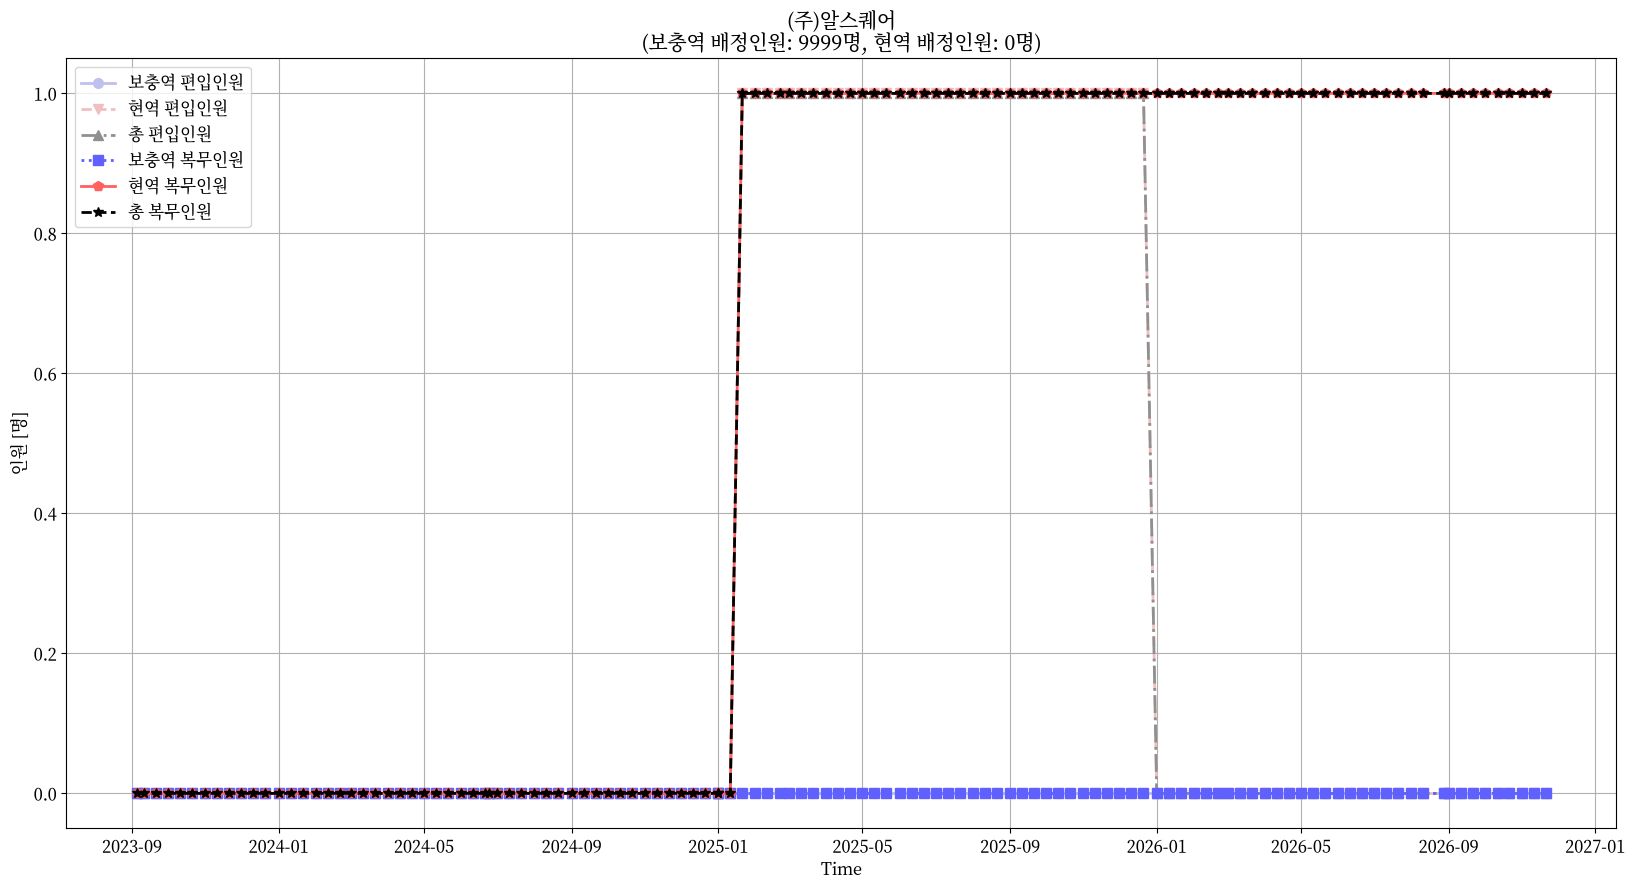 (주)알스퀘어
(보충역 배정인원: 9999명, 현역 배정인원: 0명)
보충역 편입인원
현역 편입인원
총 편입인원
보충역 복무인원
현역 복무인원
총 복무인원
1.0
0.8
0.6
0.4
0.2
0.0
인원 [명]
2023-09 2024-01 2024-05 2024-09 2025-01 2025-05 2025-09 2026-01 2026-05 2026-09 2027-01
Time